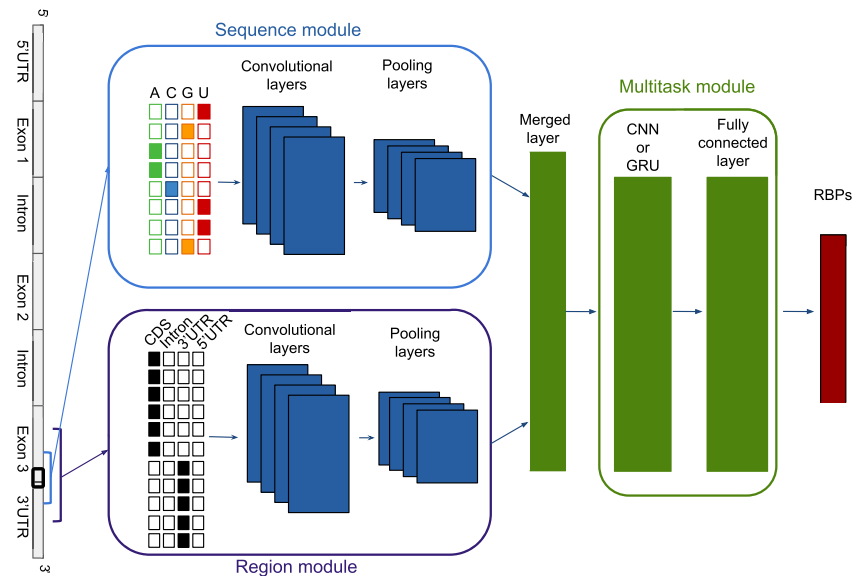 5'
5'UTR
Exon 1
Intron
Exon 2
Intron
Exon 3
3'UTR
3'
Sequence module
A C G U
Convolutional
layers
Pooling
layers
Region module
CDS
Intron
3'UTR
5'UTR
Convolutional
layers
Pooling
layers
Merged
layer
Multitask module
CNN
or
GRU
Fully
connected
layer
RBPs